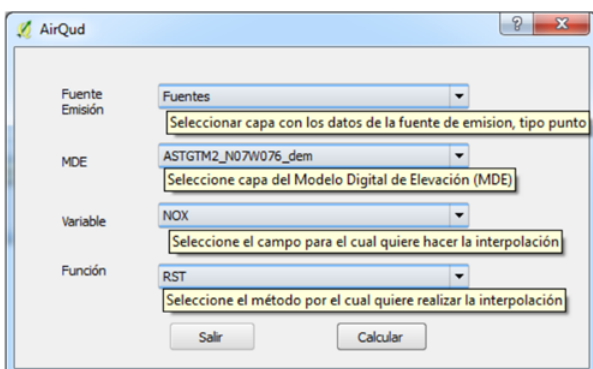 AirQud
?
Fuente
Emisión
Fuentes
Seleccionar capa con los datos de la fuente de emision, tipo punto
MDE
ASTGTM2_N07W076_dem
Seleccione capa del Modelo Digital de Elevación (MDE)
Variable
NOX
Seleccione el campo para el cual quiere hacer la interpolación
Función
RST
Seleccione el método por el cual quiere realizar la interpolación
Salir
Calcular